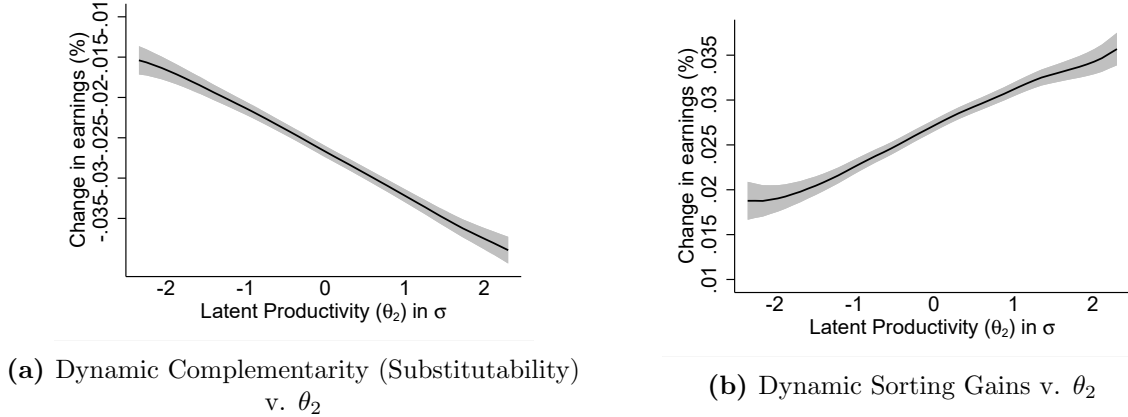 Change in earnings (%)
-.035-.03-.025-.02-.015-.01
-2 -1 0 1 2
Latent Productivity (θ2) in σ
(a) Dynamic Complementarity (Substitutability)
v. θ2
Change in earnings (%)
.01 .015 .02 .025 .03 .035
-2 -1 0 1 2
Latent Productivity (θ2) in σ
(b) Dynamic Sorting Gains v. θ2